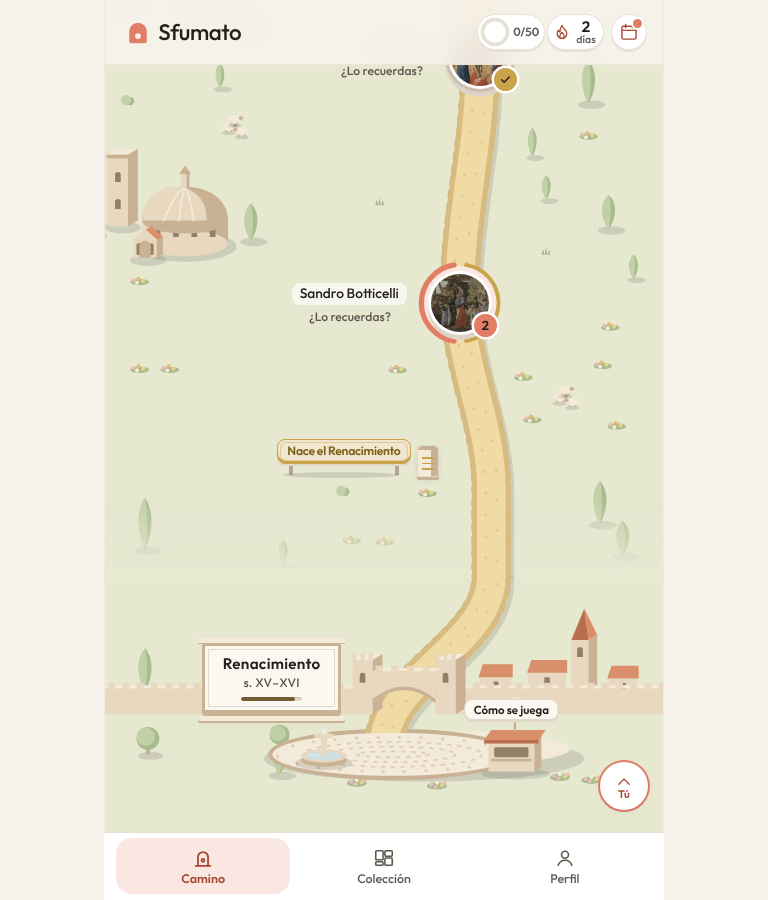 Sfumato
0/50
2
días
¿Lo recuerdas?
Sandro Botticelli
¿Lo recuerdas?
2
Nace el Renacimiento
Renacimiento
s. XV–XVI
Cómo se juega
Tú
Camino
Colección
Perfil